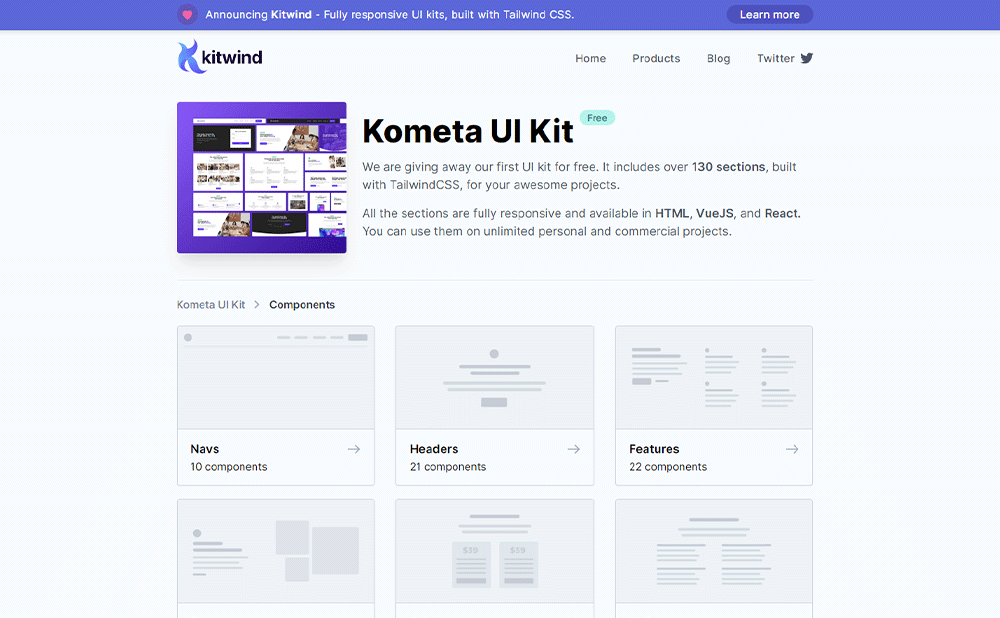 Announcing Kitwind - Fully responsive UI kits, built with Tailwind CSS.
Learn more
kitwind
Home
Products
Blog
Twitter
Kometa UI Kit
Free
We are giving away our first UI kit for free. It includes over 130 sections, built
with TailwindCSS, for your awesome projects.
All the sections are fully responsive and available in HTML, VueJS, and React.
You can use them on unlimited personal and commercial projects.
Kometa UI Kit
Components
Navs
10 components
Headers
21 components
Features
22 components
$39
$59